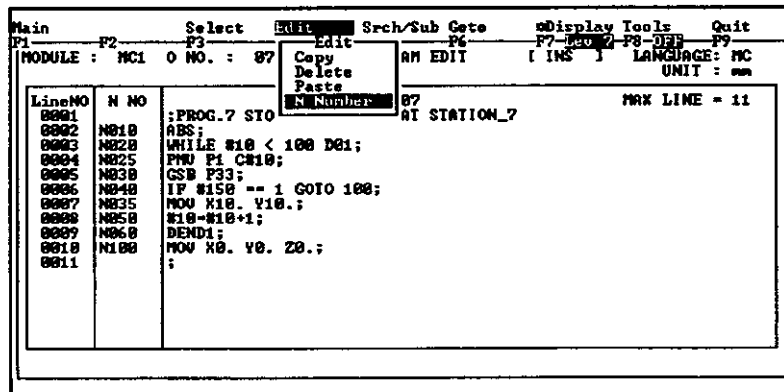 Main Select Edit Srch/Sub Goto ¤Display Tools Quit
F1 F2 F3 Edit F6 F7 Lev 7 F8 OFF F9
MODULE : MC1 O NO. : 07 Copy AM EDIT [ INS ] LANGUAGE: MC
Delete UNIT : mm
Paste
LineNO N NO N Number 07 MAX LINE = 11
0001 ;PROG.7 STO AT STATION_7
0002 N010 ABS;
0003 N020 WHILE #10 < 100 DO1;
0004 N025 PMV P1 C#10;
0005 N030 GSB P33;
0006 N040 IF #150 == 1 GOTO 100;
0007 N035 MOV X10. Y10.;
0008 N050 #10=#10+1;
0009 N060 DEND1;
0010 N100 MOV X0. Y0. Z0.;
0011 ;